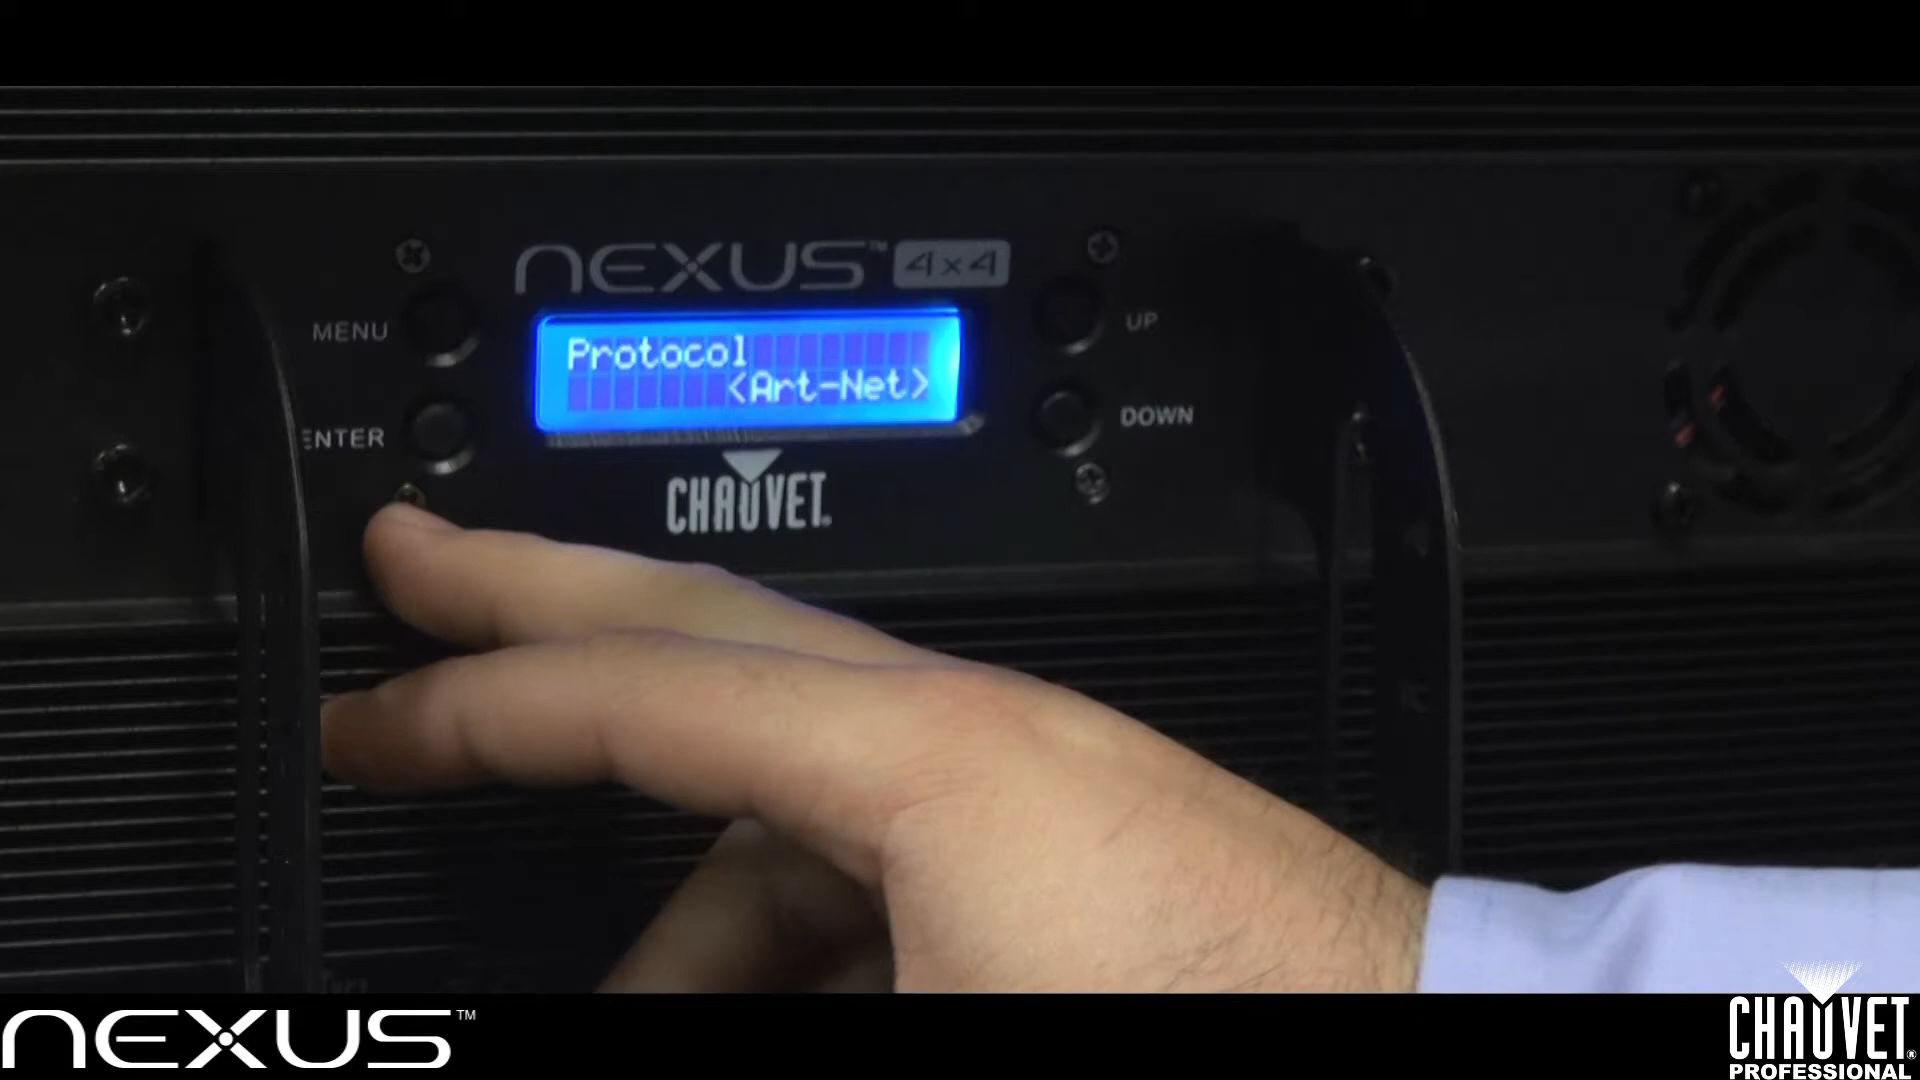 NEXUS™ 4x4
MENU
UP
Protocol
<Art-Net>
ENTER
DOWN
CHAUVET®
NEXUS™
CHAUVET®
PROFESSIONAL